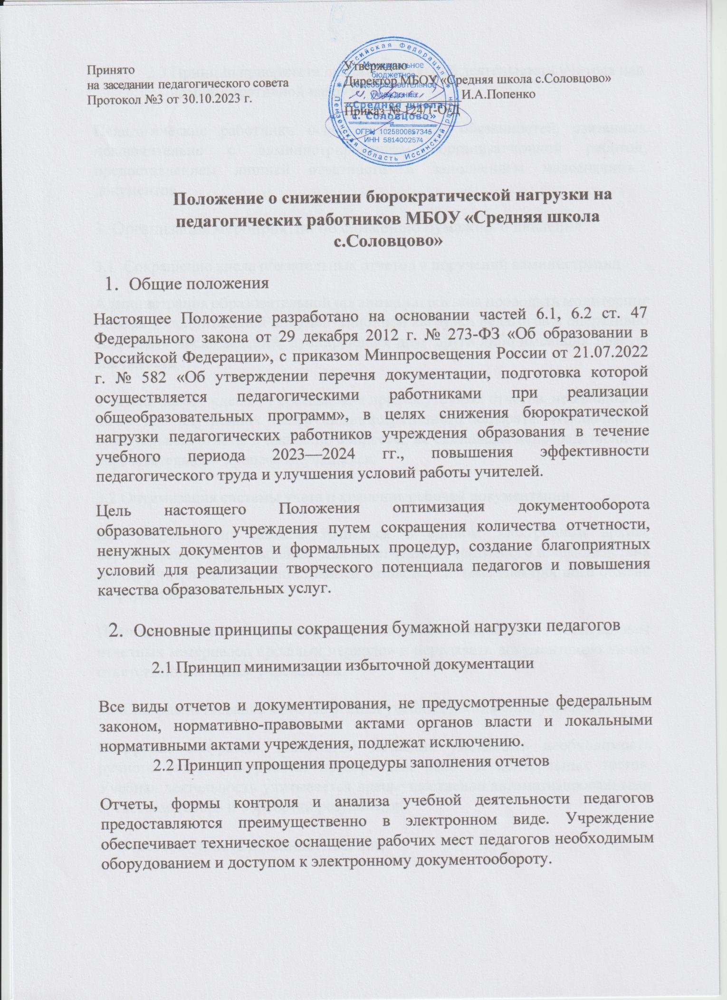 Принято
на заседании педагогического совета
Протокол №3 от 30.10.2023 г.
Утверждаю
Директор МБОУ «Средняя школа с.Соловцово»
И.А.Попенко
Приказ № 124/1-О/Д
Российская Федерация
Пензенская область Иссинский район
Муниципальное
бюджетное
общеобразовательное
учреждение
«Средняя школа
с. Соловцово»
ОГРН 1025800857345
ИНН 5814002574
Положение о снижении бюрократической нагрузки на
педагогических работников МБОУ «Средняя школа
с.Соловцово»
1. Общие положения
Настоящее Положение разработано на основании частей 6.1, 6.2 ст. 47
Федерального закона от 29 декабря 2012 г. № 273-ФЗ «Об образовании в
Российской Федерации», с приказом Минпросвещения России от 21.07.2022
г. № 582 «Об утверждении перечня документации, подготовка которой
осуществляется педагогическими работниками при реализации
общеобразовательных программ», в целях снижения бюрократической
нагрузки педагогических работников учреждения образования в течение
учебного периода 2023—2024 гг., повышения эффективности
педагогического труда и улучшения условий работы учителей.
Цель настоящего Положения оптимизация документооборота
образовательного учреждения путем сокращения количества отчетности,
ненужных документов и формальных процедур, создание благоприятных
условий для реализации творческого потенциала педагогов и повышения
качества образовательных услуг.
2. Основные принципы сокращения бумажной нагрузки педагогов
2.1 Принцип минимизации избыточной документации
Все виды отчетов и документирования, не предусмотренные федеральным
законом, нормативно-правовыми актами органов власти и локальными
нормативными актами учреждения, подлежат исключению.
2.2 Принцип упрощения процедуры заполнения отчетов
Отчеты, формы контроля и анализа учебной деятельности педагогов
предоставляются преимущественно в электронном виде. Учреждение
обеспечивает техническое оснащение рабочих мест педагогов необходимым
оборудованием и доступом к электронному документообороту.